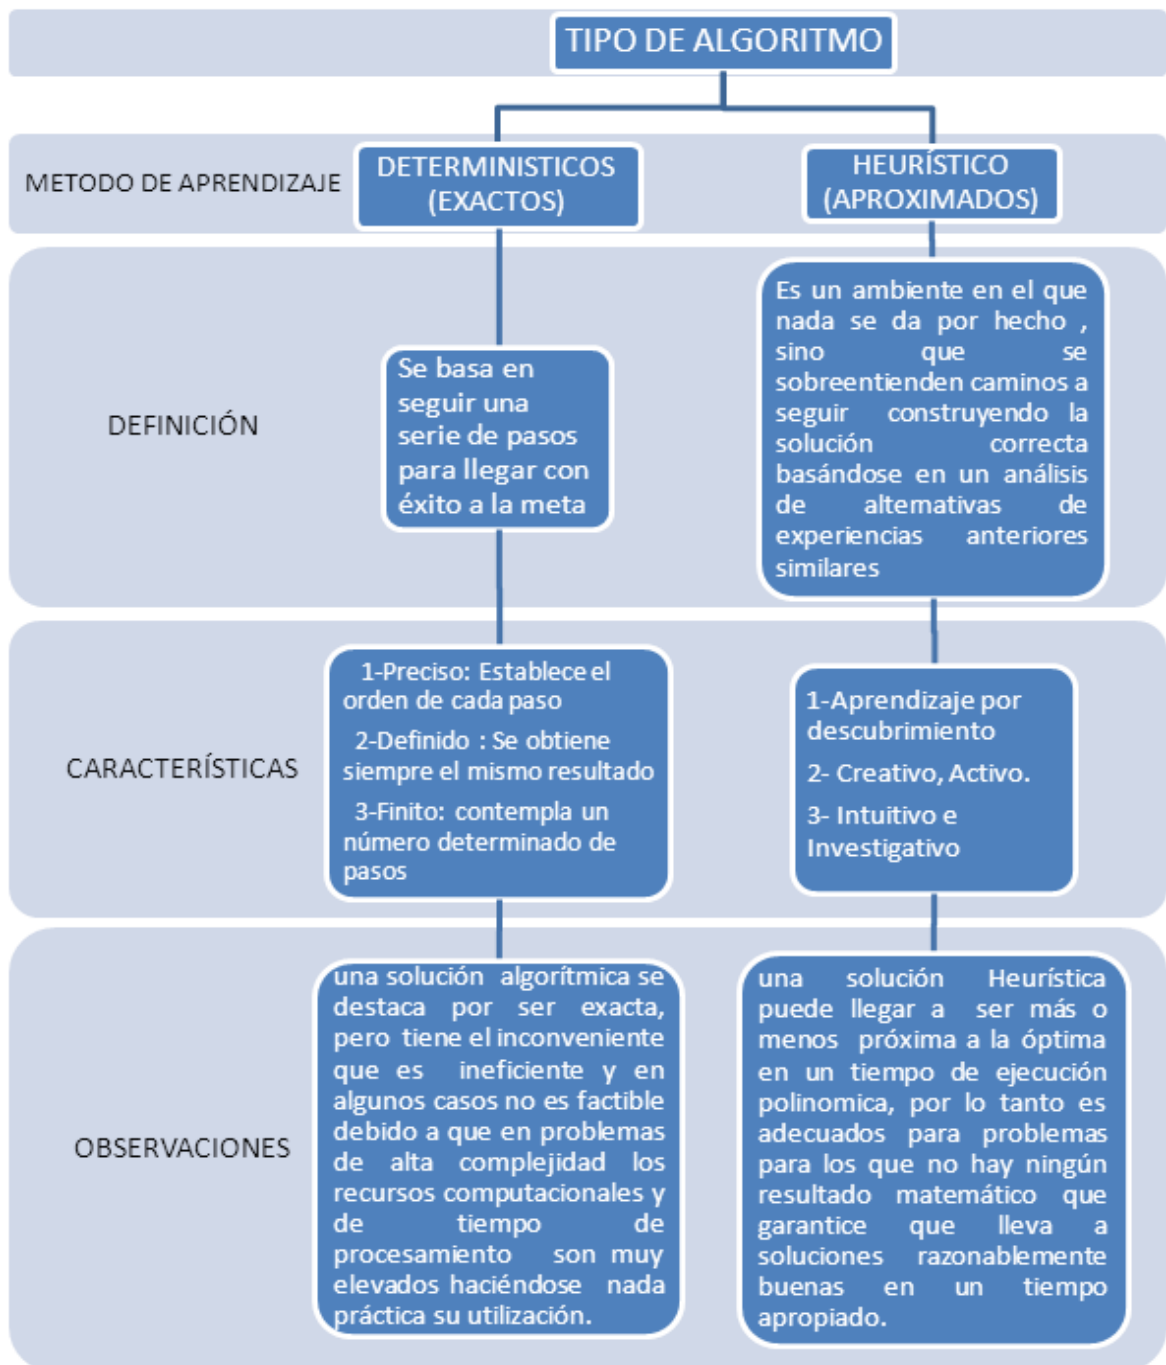 TIPO DE ALGORITMO
METODO DE APRENDIZAJE
DETERMINISTICOS
(EXACTOS)
HEURÍSTICO
(APROXIMADOS)
DEFINICIÓN
Se basa en
seguir una
serie de pasos
para llegar con
éxito a la meta
Es un ambiente en el que
nada se da por hecho ,
sino que se
sobreentienden caminos a
seguir construyendo la
solución correcta
basándose en un análisis
de alternativas de
experiencias anteriores
similares
CARACTERÍSTICAS
1-Preciso: Establece el
orden de cada paso
2-Definido : Se obtiene
siempre el mismo resultado
3-Finito: contempla un
número determinado de
pasos
1-Aprendizaje por
descubrimiento
2- Creativo, Activo.
3- Intuitivo e
Investigativo
OBSERVACIONES
una solución algorítmica se
destaca por ser exacta,
pero tiene el inconveniente
que es ineficiente y en
algunos casos no es factible
debido a que en problemas
de alta complejidad los
recursos computacionales y
de tiempo de
procesamiento son muy
elevados haciéndose nada
práctica su utilización.
una solución Heurística
puede llegar a ser más o
menos próxima a la óptima
en un tiempo de ejecución
polinomica, por lo tanto es
adecuados para problemas
para los que no hay ningún
resultado matemático que
garantice que lleva a
soluciones razonablemente
buenas en un tiempo
apropiado.